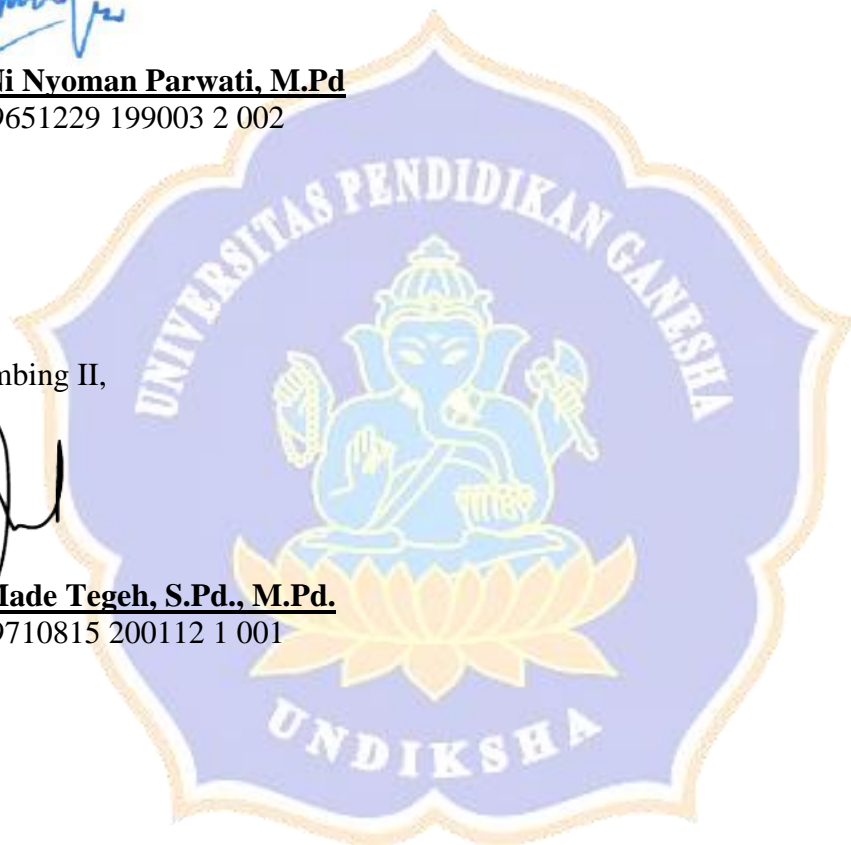 Ni Nyoman Parwati, M.Pd
9651229 199003 2 002
UNIVERSITAS PENDIDIKAN GANESHA
mbing II,
Made Tegeh, S.Pd., M.Pd.
9710815 200112 1 001
UNDIKSHA